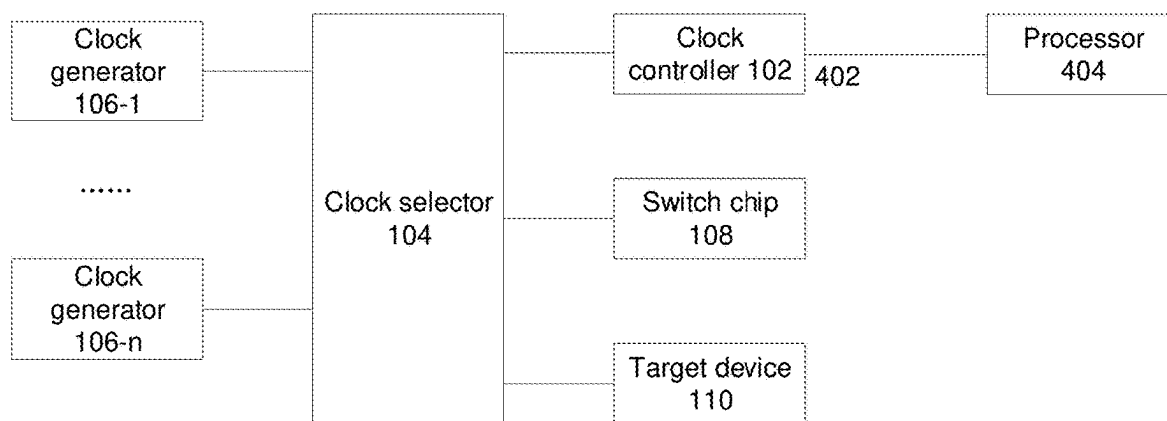 Clock
generator
106-1
......
Clock
generator
106-n
Clock selector
104
Clock
controller 102
402
Processor
404
Switch chip
108
Target device
110